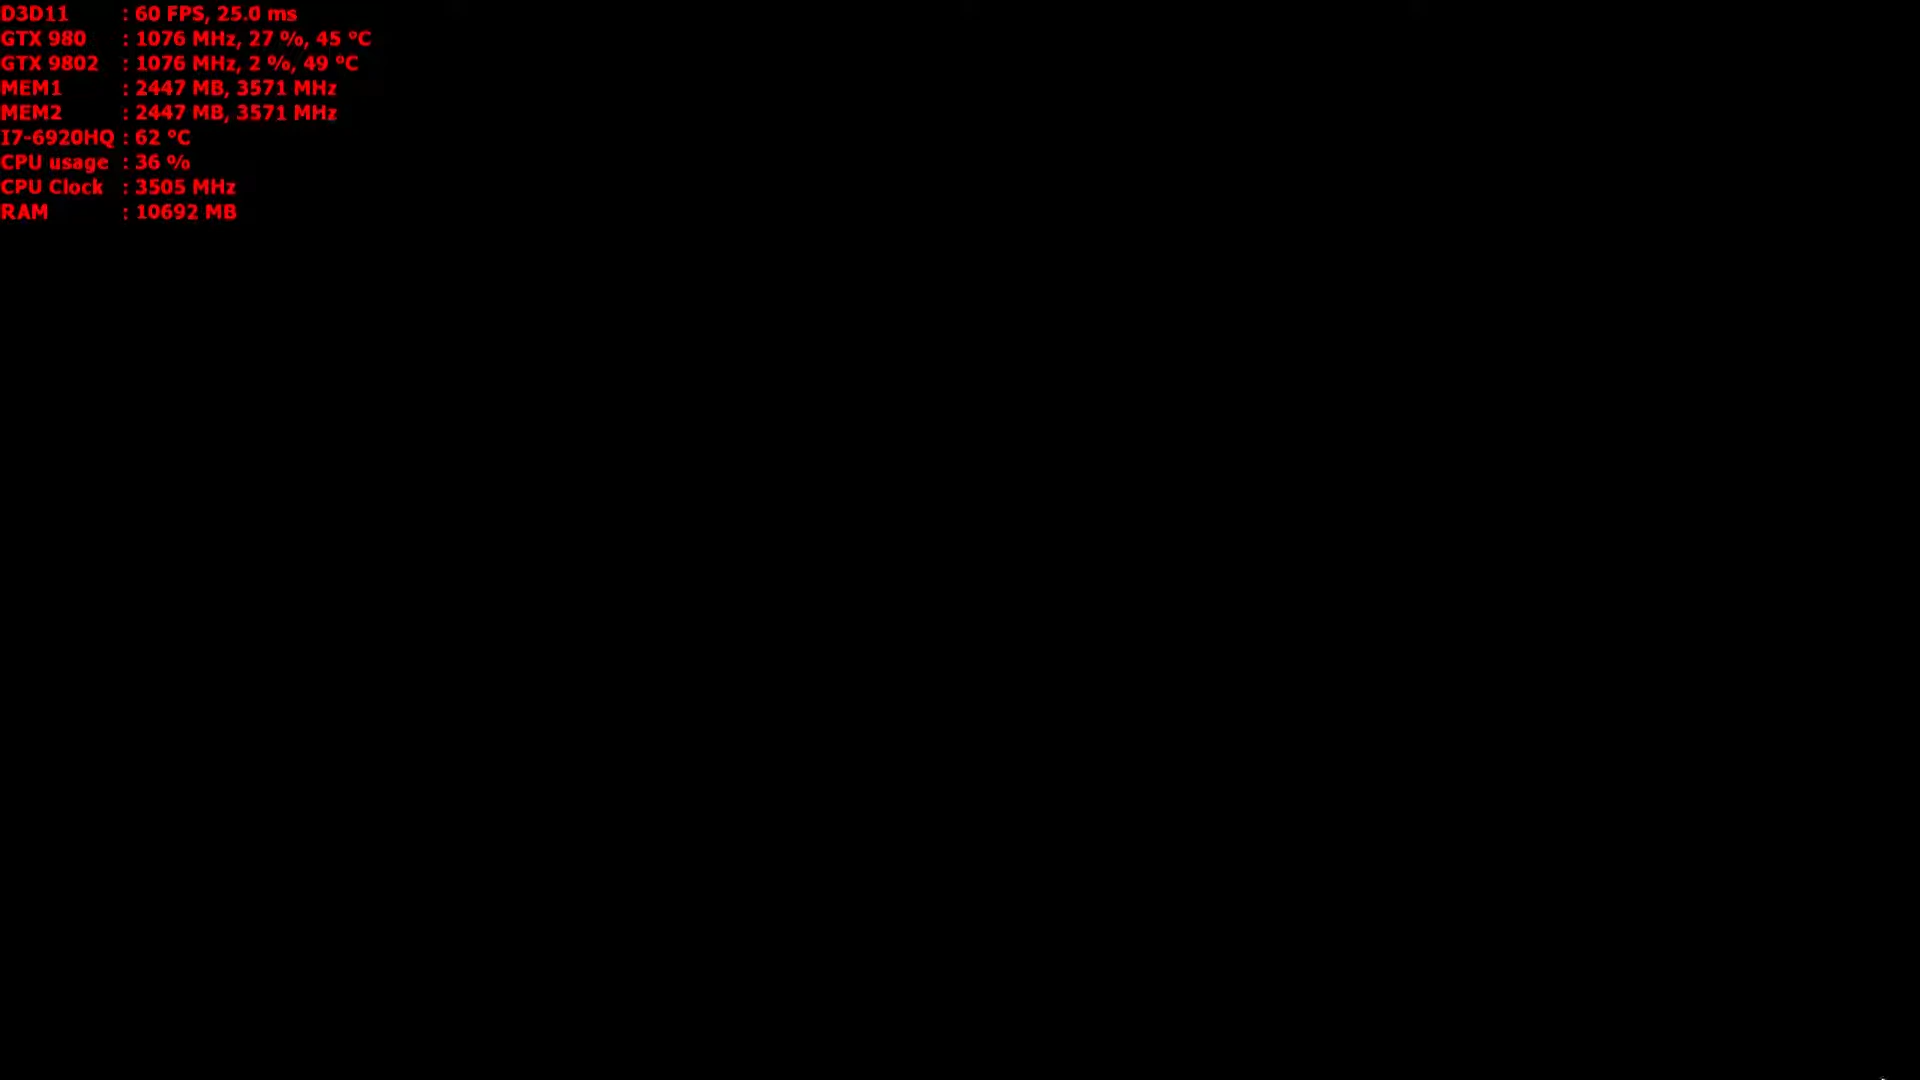 D3D11 : 60 FPS, 25.0 ms
GTX 980 : 1076 MHz, 27 %, 45 °C
GTX 9802 : 1076 MHz, 2 %, 49 °C
MEM1 : 2447 MB, 3571 MHz
MEM2 : 2447 MB, 3571 MHz
I7-6920HQ : 62 °C
CPU usage : 36 %
CPU Clock : 3505 MHz
RAM : 10692 MB